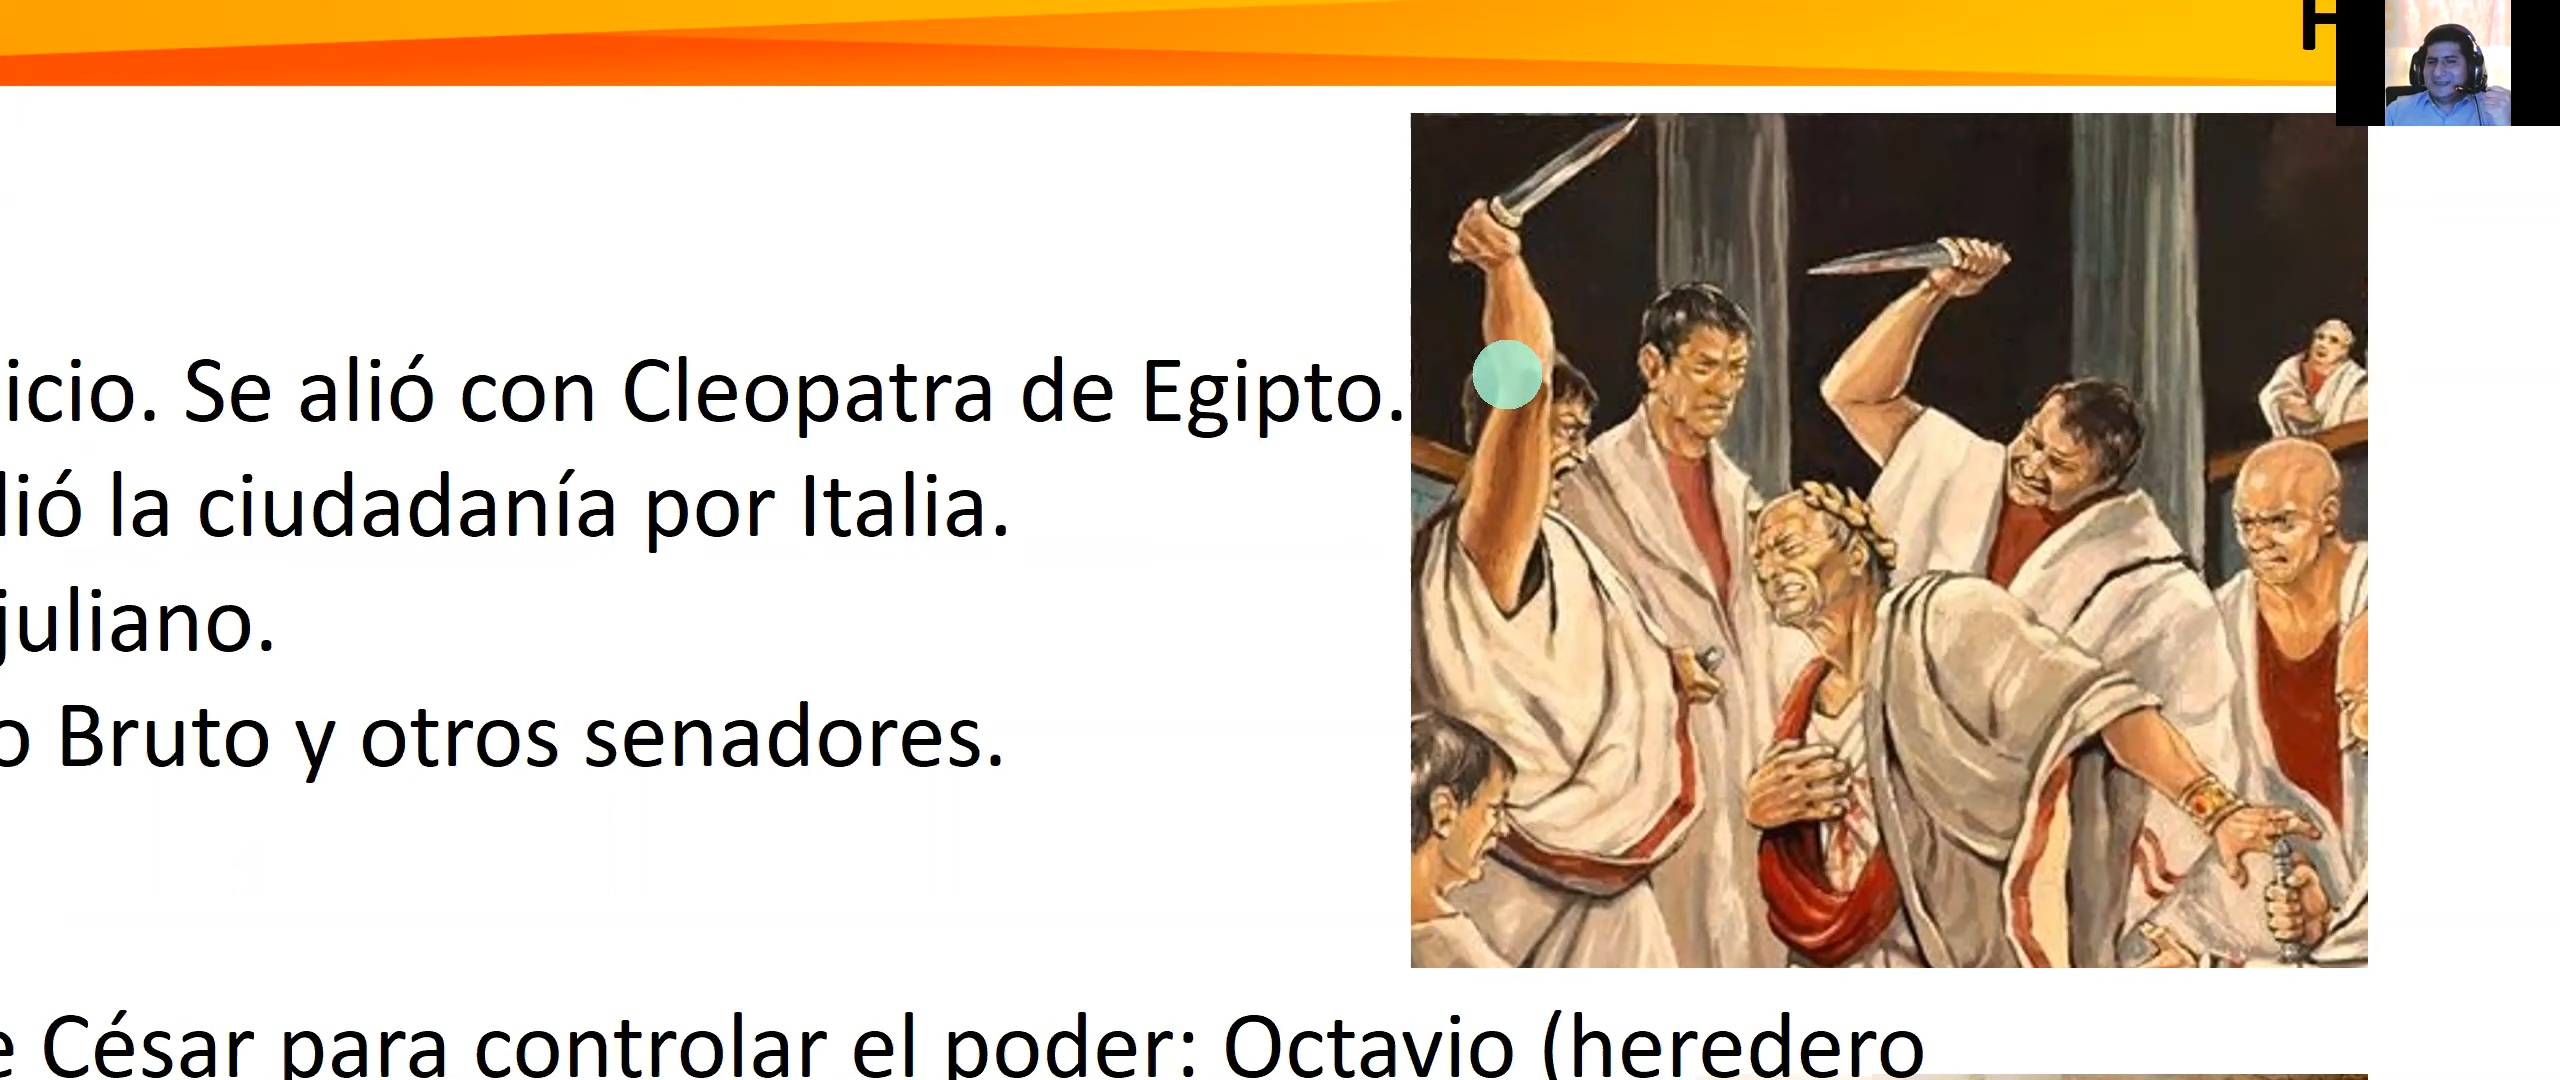 H
icio. Se alió con Cleopatra de Egipto.
lió la ciudadanía por Italia.
juliano.
o Bruto y otros senadores.
e César para controlar el poder: Octavio (heredero